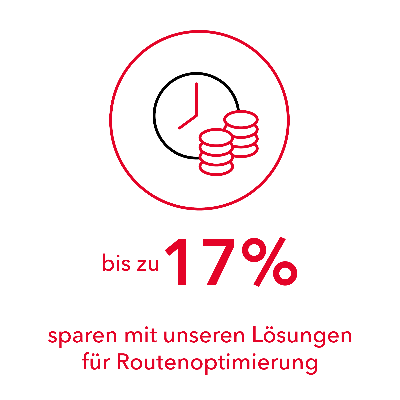 bis zu 17%
sparen mit unseren Lösungen
für Routenoptimierung